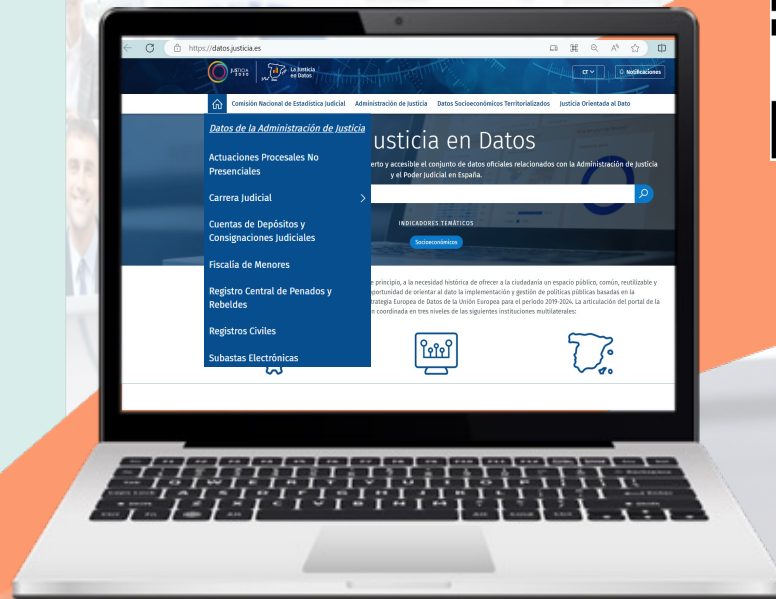 https://datos.justicia.es
JUSTICIA 2030
La Justicia en Datos
Notificaciones
Comisión Nacional de Estadística Judicial Administración de Justicia Datos Socioeconómicos Territorializados Justicia Orientada al Dato
Datos de la Administración de Justicia
Actuaciones Procesales No
Presenciales
Carrera Judicial
Cuentas de Depósitos y
Consignaciones Judiciales
Fiscalía de Menores
Registro Central de Penados y
Rebeldes
Registros Civiles
Subastas Electrónicas
usticia en Datos
erto y accesible el conjunto de datos oficiales relacionados con la Administración de Justicia
y el Poder Judicial en España.
INDICADORES TEMÁTICOS
Socioeconómicos
principio, a la necesidad histórica de ofrecer a la ciudadanía un espacio público, común, reutilizable y
oportunidad de orientar al dato la implementación y gestión de políticas públicas basadas en la
trategia Europea de Datos de la Unión Europea para el período 2019-2024. La articulación del portal de la
n coordinada en tres niveles de las siguientes instituciones multilaterales: